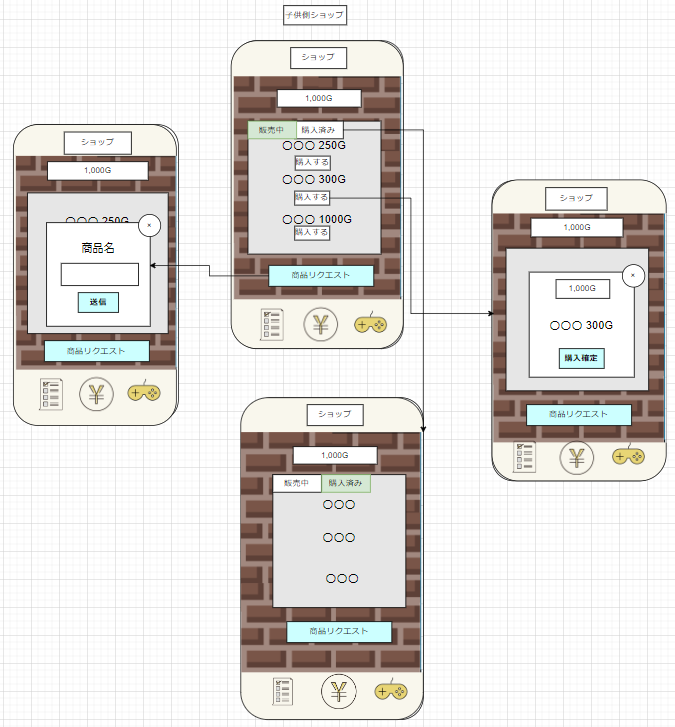 子供側ショップ
ショップ
1,000G
販売中 購入済み
〇〇〇 250G
購入する
〇〇〇 300G
購入する
〇〇〇 1000G
購入する
商品リクエスト
¥
ショップ
1,000G
〇〇〇 250G
×
商品名
送信
商品リクエスト
¥
ショップ
1,000G
×
1,000G
〇〇〇 300G
購入確定
商品リクエスト
¥
ショップ
1,000G
販売中 購入済み
〇〇〇
〇〇〇
〇〇〇
商品リクエスト
¥